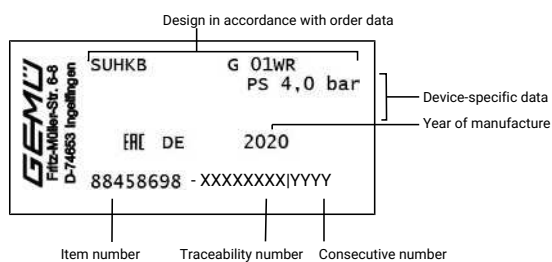 Design in accordance with order data
GEMÜ
Fritz-Müller-Str. 6-8
D-74653 Ingelfingen
SUHKB G 01WR
PS 4,0 bar
Device-specific data
Year of manufacture
EAC DE 2020
88458698 - XXXXXXXX|YYYY
Item number Traceability number Consecutive number